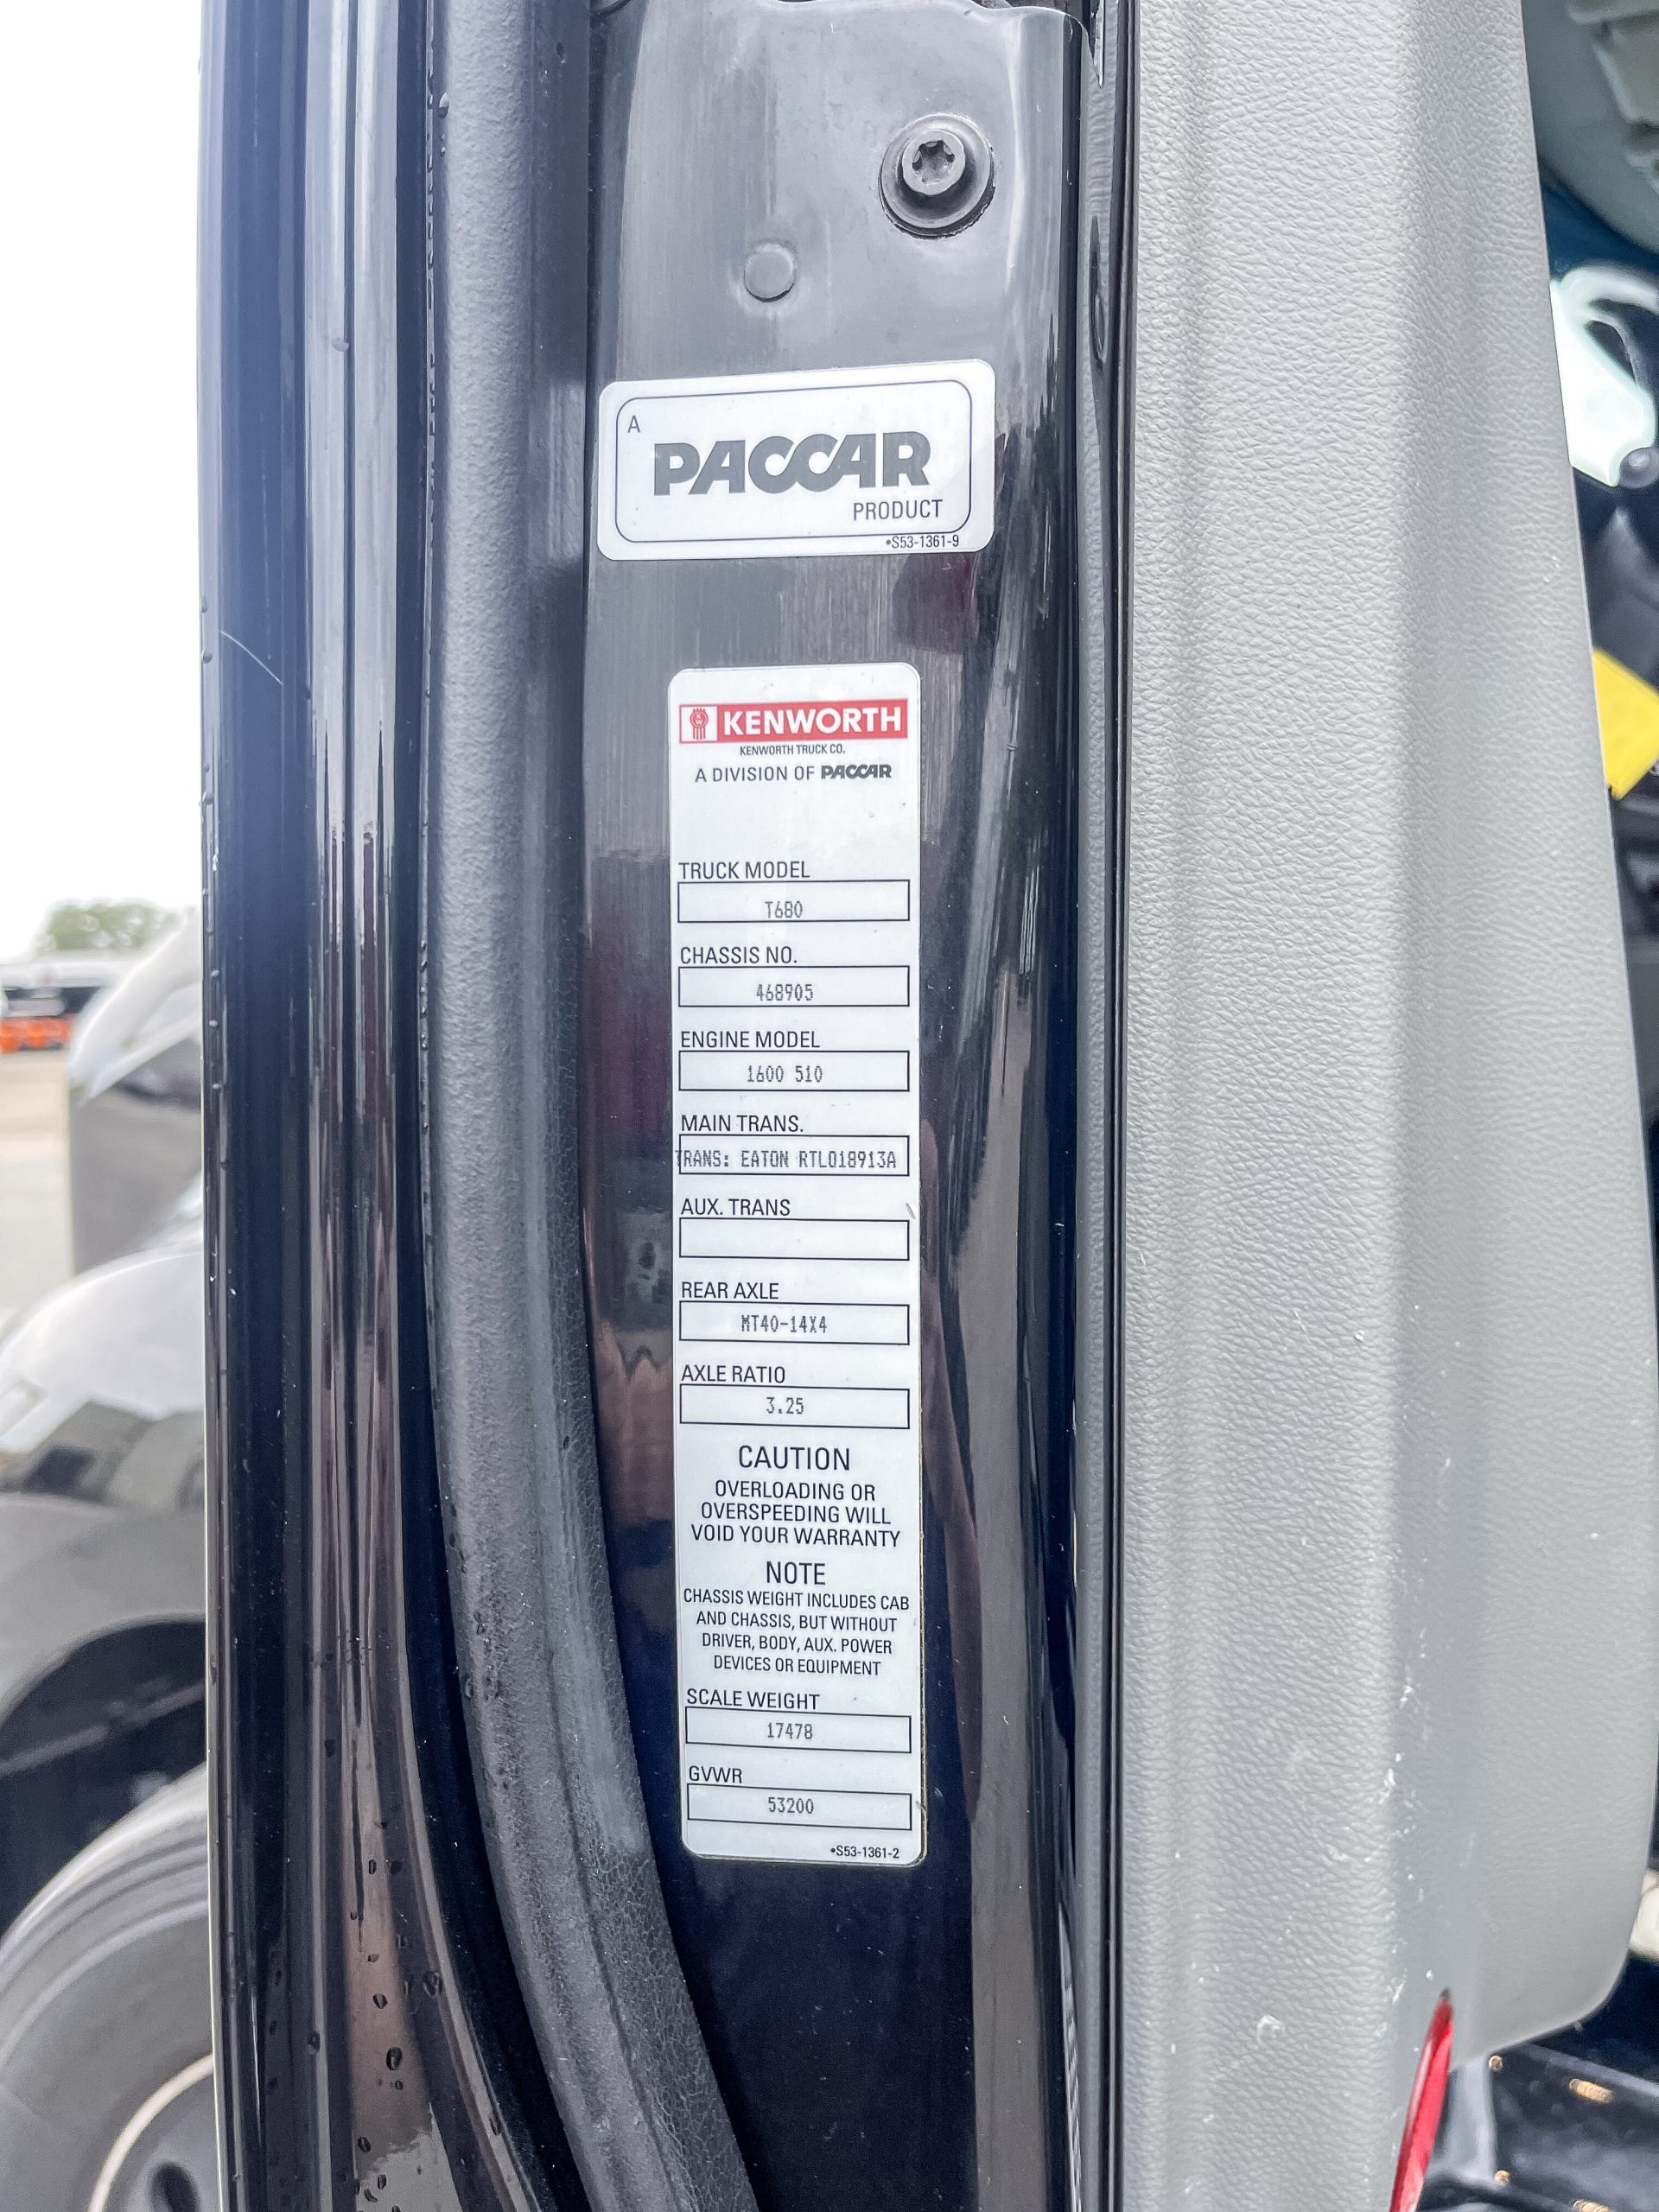 A
PACCAR
PRODUCT
•S53-1361-9
KENWORTH
KENWORTH TRUCK CO.
A DIVISION OF PACCAR
TRUCK MODEL
T680
CHASSIS NO.
468905
ENGINE MODEL
1600 510
MAIN TRANS.
TRANS: EATON RTLO18913A
AUX. TRANS
REAR AXLE
MT40-14X4
AXLE RATIO
3.25
CAUTION
OVERLOADING OR
OVERSPEEDING WILL
VOID YOUR WARRANTY
NOTE
CHASSIS WEIGHT INCLUDES CAB
AND CHASSIS, BUT WITHOUT
DRIVER, BODY, AUX. POWER
DEVICES OR EQUIPMENT
SCALE WEIGHT
17478
GVWR
53200
•S53-1361-2